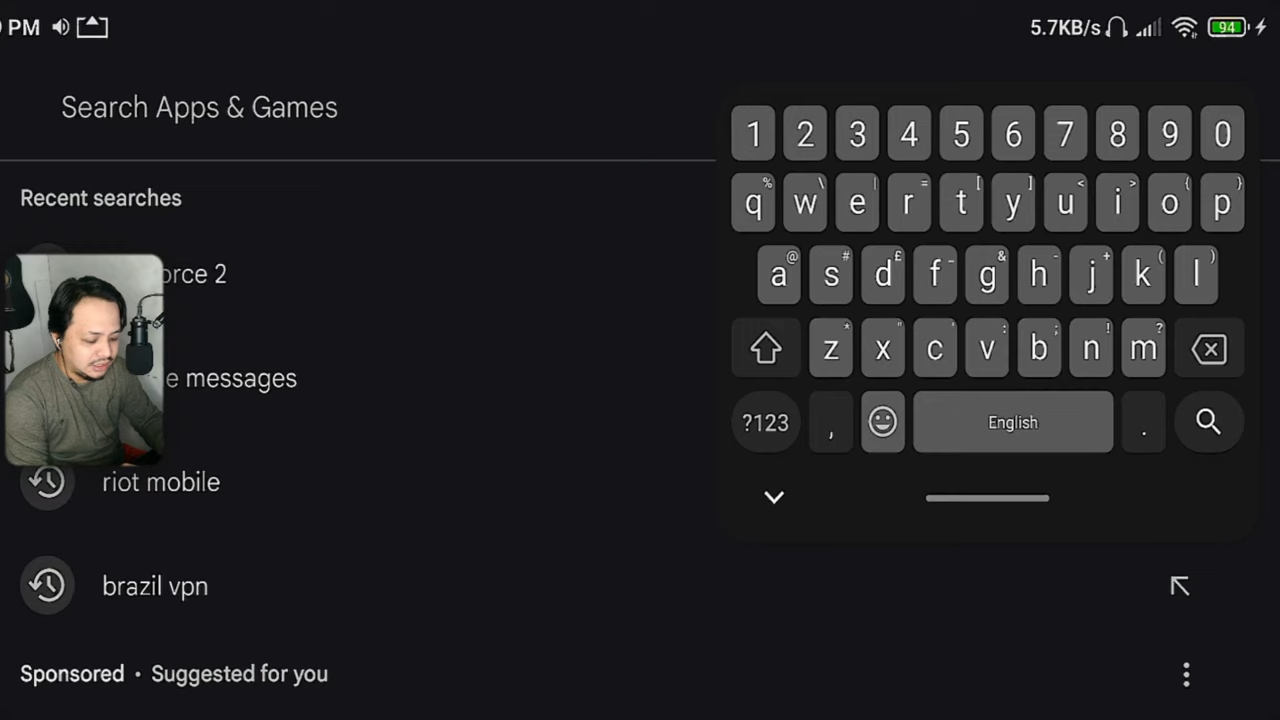 PM
5.7KB/s
94
Search Apps & Games
Recent searches
orce 2
e messages
riot mobile
brazil vpn
Sponsored • Suggested for you
1 2 3 4 5 6 7 8 9 0
% \ | = [ ] < > { }
q w e r t y u i o p
@ # £ _ & - + ( )
a s d f g h j k l
* " ' : ; ! ?
z x c v b n m
?123 , English .